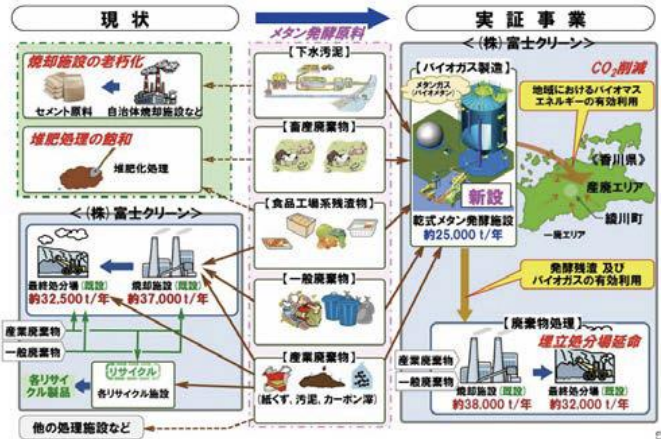 現状
メタン発酵原料
実証事業
焼却施設の老朽化
セメント原料
自治体焼却施設など
堆肥処理の飽和
堆肥化処理
<(株)富士クリーン>
最終処分場(既設)
約32,500t/年
焼却施設(既設)
約37,000t/年
産業廃棄物
一般廃棄物
リサイクル
各リサイクル施設
各リサイ
クル製品
他の処理施設など
【下水汚泥】
【畜産廃棄物】
【食品工場系残渣物】
【一般廃棄物】
【産業廃棄物】
(紙くず、汚泥、カーボン滓)
<(株)富士クリーン>
【バイオガス製造】
メタンガス
(バイオメタン)
新設
乾式メタン発酵施設
約25,000t/年
CO2削減
地域におけるバイオマス
エネルギーの有効利用
《香川県》
産廃エリア
綾川町
一廃エリア
発酵残渣 及び
バイオガスの有効利用
【廃棄物処理】
埋立処分場延命
産業廃棄物
一般廃棄物
焼却施設(既設)
約38,000t/年
最終処分場(既設)
約32,000t/年